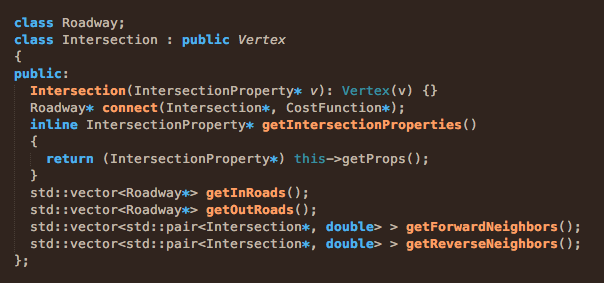 class Roadway;
class Intersection : public Vertex
{
public:
  Intersection(IntersectionProperty* v): Vertex(v) {}
  Roadway* connect(Intersection*, CostFunction*);
  inline IntersectionProperty* getIntersectionProperties()
  {
    return (IntersectionProperty*) this->getProps();
  }
  std::vector<Roadway*> getInRoads();
  std::vector<Roadway*> getOutRoads();
  std::vector<std::pair<Intersection*, double> > getForwardNeighbors();
  std::vector<std::pair<Intersection*, double> > getReverseNeighbors();
};